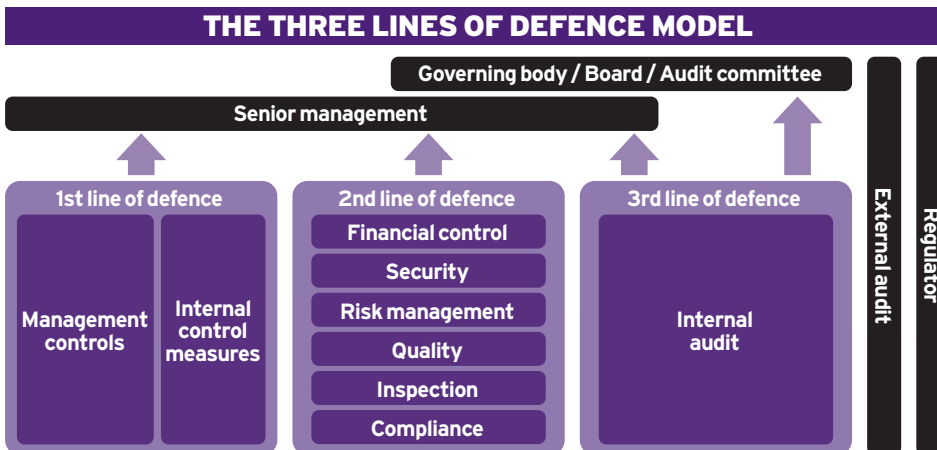 THE THREE LINES OF DEFENCE MODEL
Governing body / Board / Audit committee
Senior management
1st line of defence
Management
controls
Internal
control
measures
2nd line of defence
Financial control
Security
Risk management
Quality
Inspection
Compliance
3rd line of defence
Internal
audit
External audit
Regulator